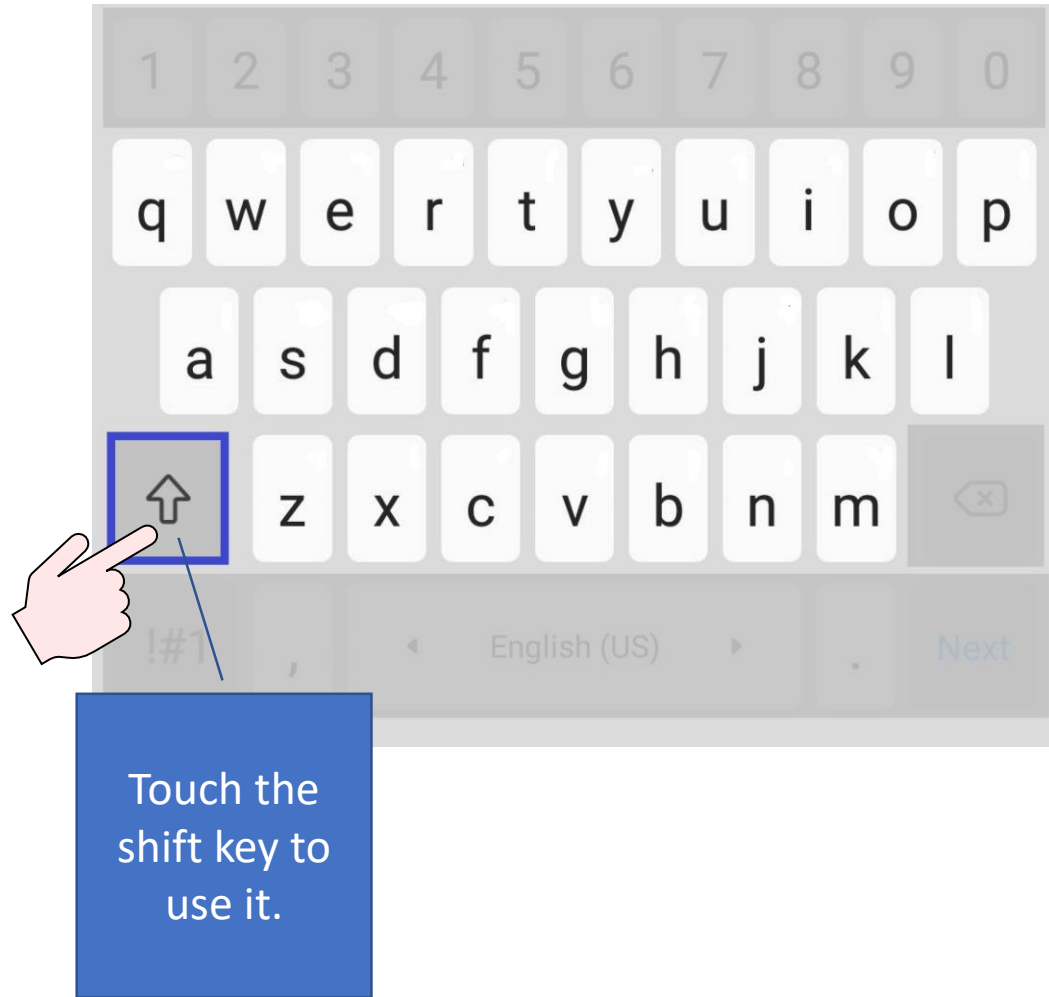 1 2 3 4 5 6 7 8 9 0
q w e r t y u i o p
a s d f g h j k l
z x c v b n m
!#1 , English (US) . Next
Touch the
shift key to
use it.